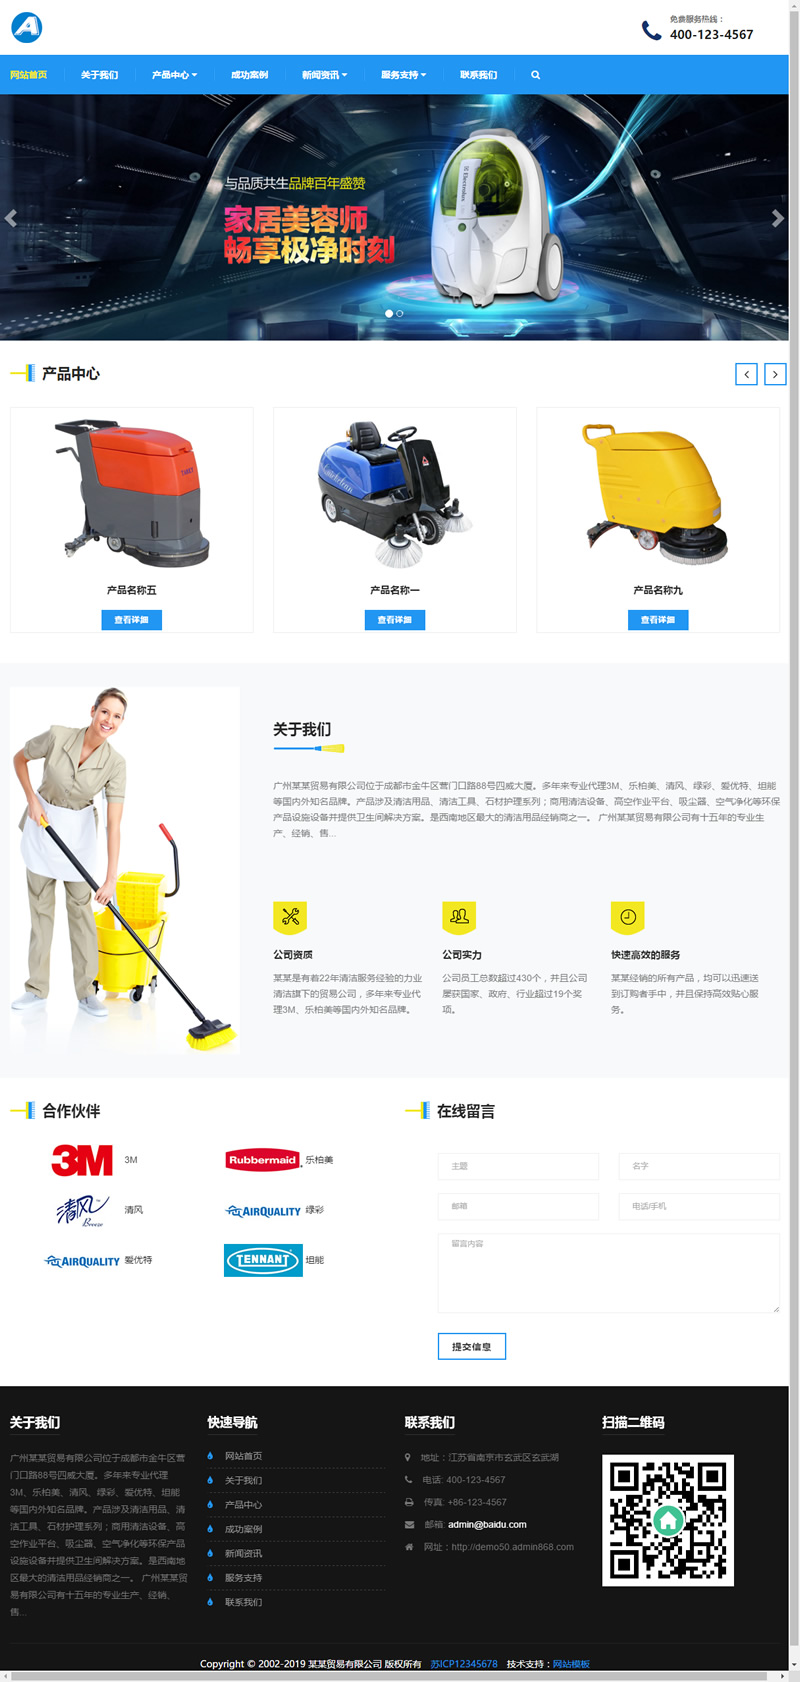 免费服务热线：
400-123-4567
网站首页 关于我们 产品中心 成功案例 新闻资讯 服务支持 联系我们
与品质共生品牌百年盛赞
家居美容师
畅享极净时刻
Electrolux
产品中心
产品名称五 产品名称一 产品名称九
查看详细 查看详细 查看详细
关于我们
广州某某贸易有限公司位于成都市金牛区营门口路88号四威大厦。多年来专业代理3M、乐柏美、清风、绿彩、爱优特、坦能
等国内外知名品牌。产品涉及清洁用品、清洁工具、石材护理系列；商用清洁设备、高空作业平台、吸尘器、空气净化等环保
产品设施设备并提供卫生间解决方案。是西南地区最大的清洁用品经销商之一。 广州某某贸易有限公司有十五年的专业生
产、经销、售...
公司资质
某某是有着22年清洁服务经验的力业
清洁旗下的贸易公司，多年来专业代
理3M、乐柏美等国内外知名品牌。
公司实力
公司员工总数超过430个，并且公司
屡获国家、政府、行业超过19个奖
项。
快速高效的服务
某某经销的所有产品，均可以迅速送
到订购者手中，并且保持高效贴心服
务。
合作伙伴
3M 3M
Rubbermaid 乐柏美
清风 Breeze 清风
AIRQUALITY 绿彩
AIRQUALITY 爱优特
TENNANT 坦能
在线留言
主题 名字
邮箱 电话/手机
留言内容
提交信息
关于我们
广州某某贸易有限公司位于成都市金牛区营
门口路88号四威大厦。多年来专业代理
3M、乐柏美、清风、绿彩、爱优特、坦能
等国内外知名品牌。产品涉及清洁用品、清
洁工具、石材护理系列；商用清洁设备、高
空作业平台、吸尘器、空气净化等环保产品
设施设备并提供卫生间解决方案。是西南地
区最大的清洁用品经销商之一。 广州某某贸
易有限公司有十五年的专业生产、经销、
售...
快速导航
网站首页
关于我们
产品中心
成功案例
新闻资讯
服务支持
联系我们
联系我们
地址：江苏省南京市玄武区玄武湖
电话: 400-123-4567
传真: +86-123-4567
邮箱: admin@baidu.com
网址：http://demo50.admin868.com
扫描二维码
Copyright © 2002-2019 某某贸易有限公司 版权所有 苏ICP12345678 技术支持：网站模板